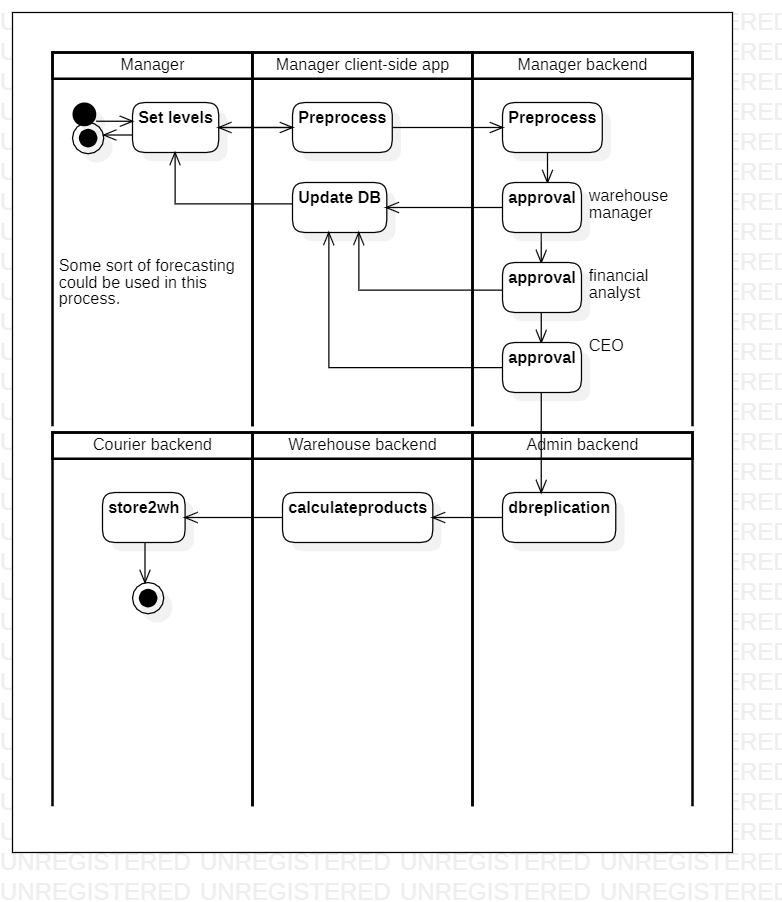 Manager
Manager client-side app
Manager backend
Set levels
Preprocess
Preprocess
Update DB
approval
warehouse
manager
Some sort of forecasting
could be used in this
process.
approval
financial
analyst
approval
CEO
Courier backend
Warehouse backend
Admin backend
store2wh
calculateproducts
dbreplication
UNREGISTERED UNREGISTERED UNREGISTERED UNREGISTERED
UNREGISTERED UNREGISTERED UNREGISTERED UNREGISTERED